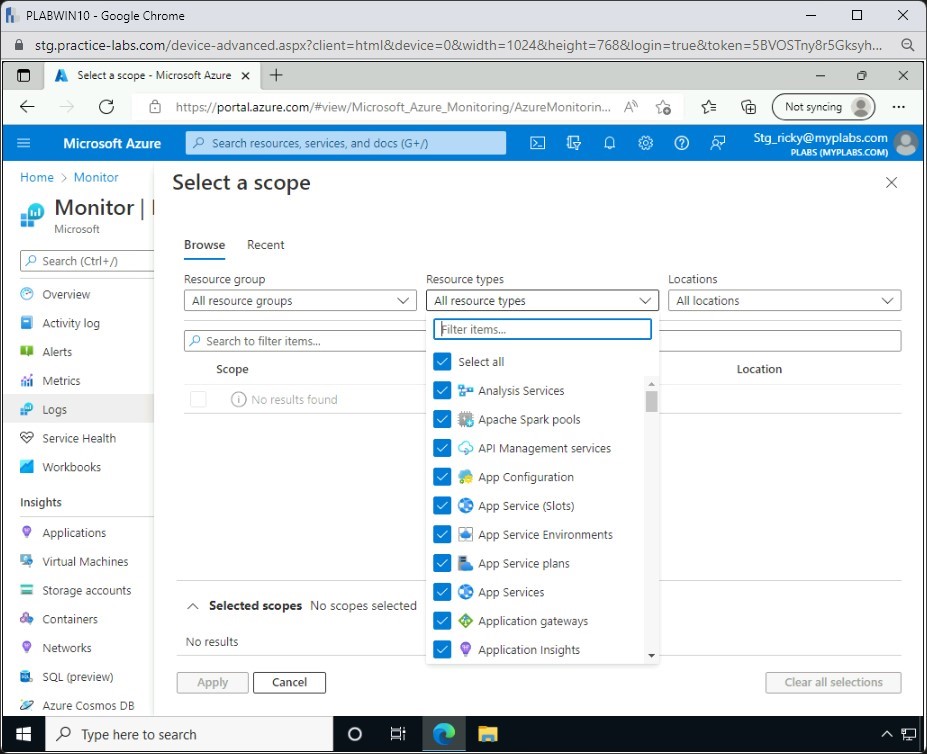 PLABWIN10 - Google Chrome
stg.practice-labs.com/device-advanced.aspx?client=html&device=0&width=1024&height=768&login=true&token=5BVOSTny8r5Gksyh...
Select a scope - Microsoft Azure
https://portal.azure.com/#view/Microsoft_Azure_Monitoring/AzureMonitorin...
Not syncing
Microsoft Azure
Search resources, services, and docs (G+/)
Stg_ricky@myplabs.com
PLABS (MYPLABS.COM)
Home > Monitor
Monitor |
Microsoft
Search (Ctrl+/)
Overview
Activity log
Alerts
Metrics
Logs
Service Health
Workbooks
Insights
Applications
Virtual Machines
Storage accounts
Containers
Networks
SQL (preview)
Azure Cosmos DB
Select a scope
Browse
Recent
Resource group
All resource groups
Resource types
All resource types
Locations
All locations
Search to filter items...
Scope
Location
No results found
Filter items...
Select all
Analysis Services
Apache Spark pools
API Management services
App Configuration
App Service (Slots)
App Service Environments
App Service plans
App Services
Application gateways
Application Insights
Selected scopes No scopes selected
No results
Apply
Cancel
Clear all selections
Type here to search